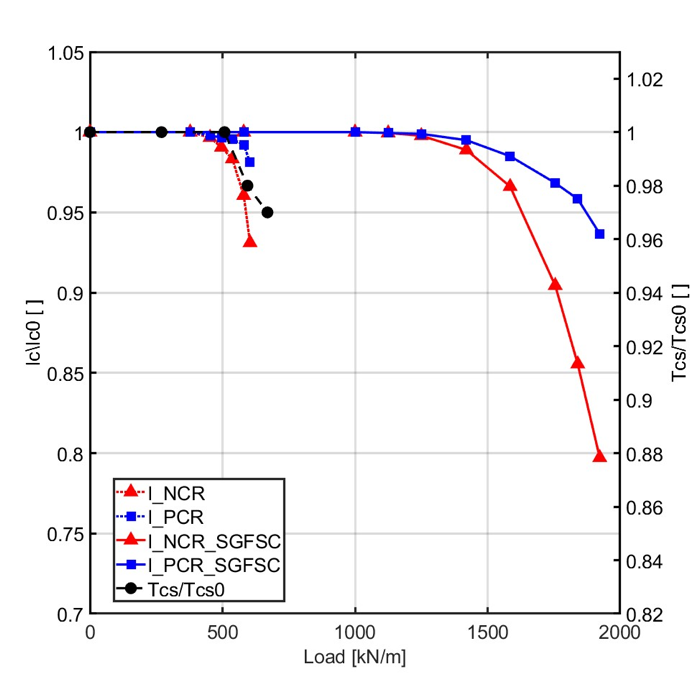 1.05
1
0.95
0.9
0.85
0.8
0.75
0.7
Ic\Ic0 [ ]
1.02
1
0.98
0.96
0.94
0.92
0.9
0.88
0.86
0.84
0.82
Tcs/Tcs0 [ ]
I_NCR
I_PCR
I_NCR_SGFSC
I_PCR_SGFSC
Tcs/Tcs0
0 500 1000 1500 2000
Load [kN/m]